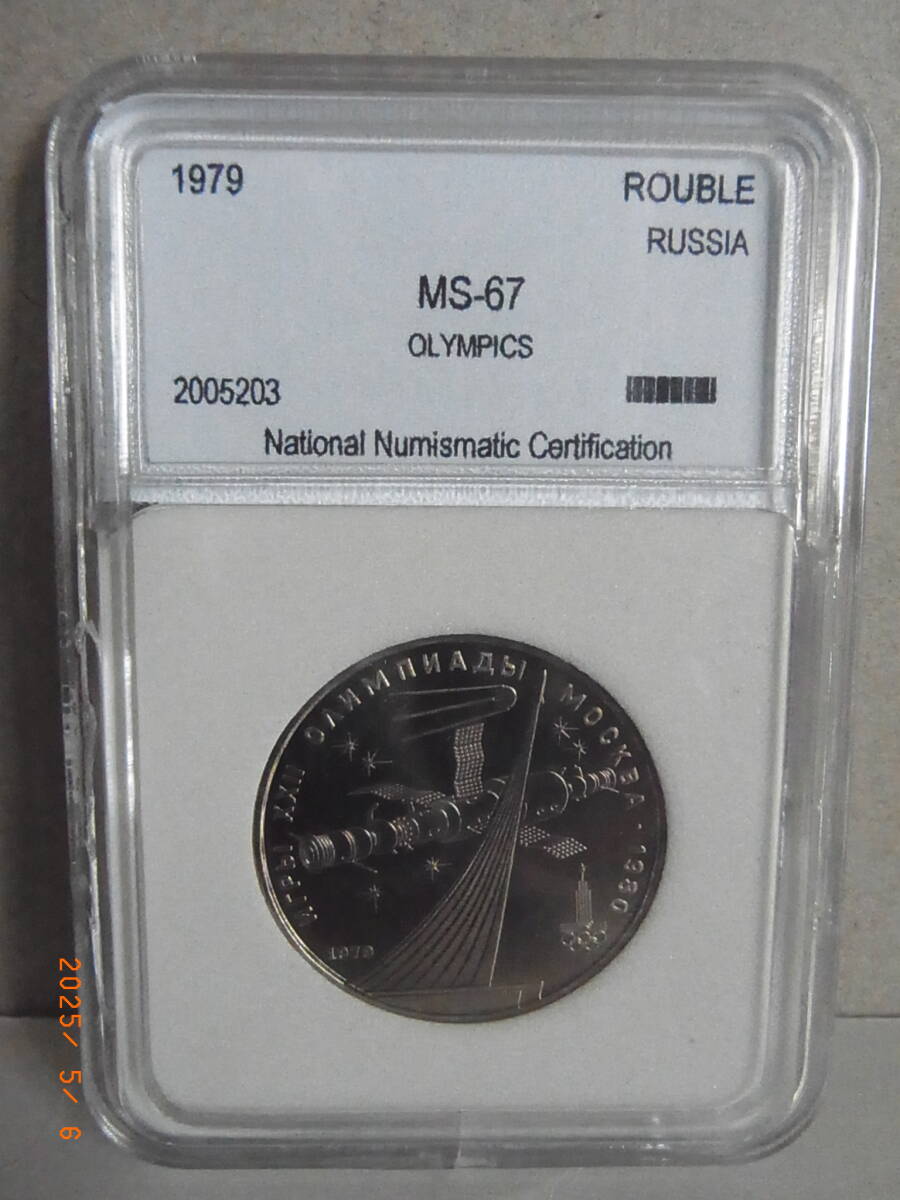 1979
ROUBLE
RUSSIA
MS-67
OLYMPICS
2005203
National Numismatic Certification
ИГРЫ XXII ОЛИМПИАДЫ МОСКВА · 1980
1979
2025/ 5/ 6